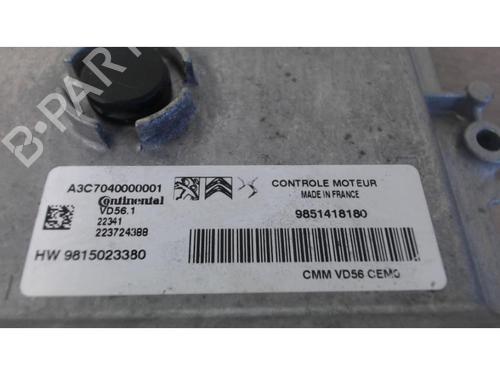 B-PARTS
A3C7040000001
Continental
VD56.1
22341
223724388
HW 9815023380
CONTROLE MOTEUR
MADE IN FRANCE
9851418180
CMM VD56 CEM0